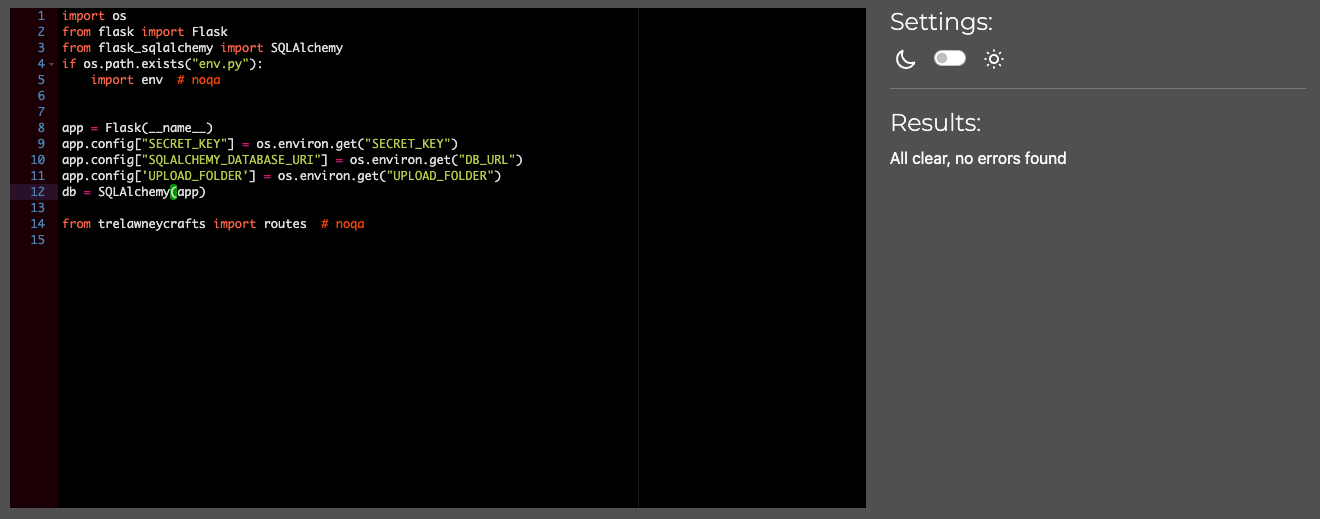 1 import os
2 from flask import Flask
3 from flask_sqlalchemy import SQLAlchemy
4 if os.path.exists("env.py"):
5     import env  # noqa
6
7
8 app = Flask(__name__)
9 app.config["SECRET_KEY"] = os.environ.get("SECRET_KEY")
10 app.config["SQLALCHEMY_DATABASE_URI"] = os.environ.get("DB_URL")
11 app.config['UPLOAD_FOLDER'] = os.environ.get("UPLOAD_FOLDER")
12 db = SQLAlchemy(app)
13
14 from trelawneycrafts import routes  # noqa
15
Settings:
Results:
All clear, no errors found